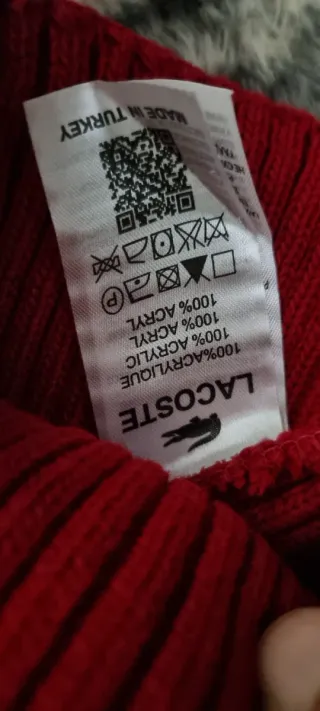 LACOSTE
100%ACRYLIQUE
100% ACRYLIC
100% ACRYL
100% ACRYL
P
MADE IN TURKEY